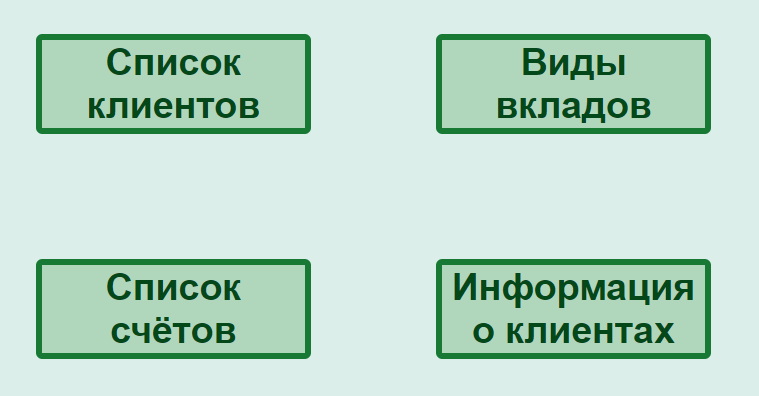 Список
клиентов
Виды
вкладов
Список
счётов
Информация
о клиентах